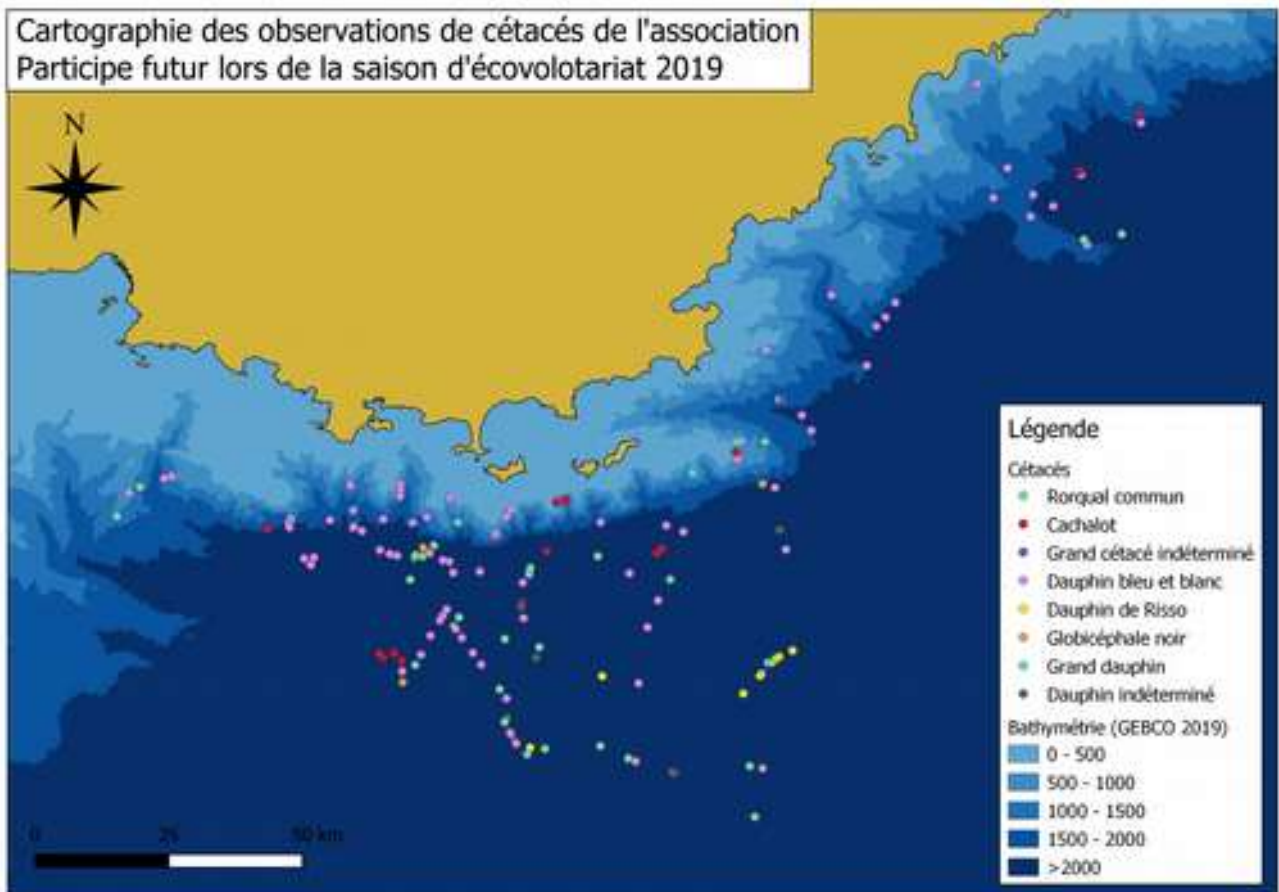 Cartographie des observations de cétacés de l'association
Participe futur lors de la saison d'écovolotariat 2019
N
Légende
Cétacés
Rorqual commun
Cachalot
Grand cétacé indéterminé
Dauphin bleu et blanc
Dauphin de Risso
Globicéphale noir
Grand dauphin
Dauphin indéterminé
Bathymétrie (GEBCO 2019)
0 - 500
500 - 1000
1000 - 1500
1500 - 2000
>2000
0 25 50 km